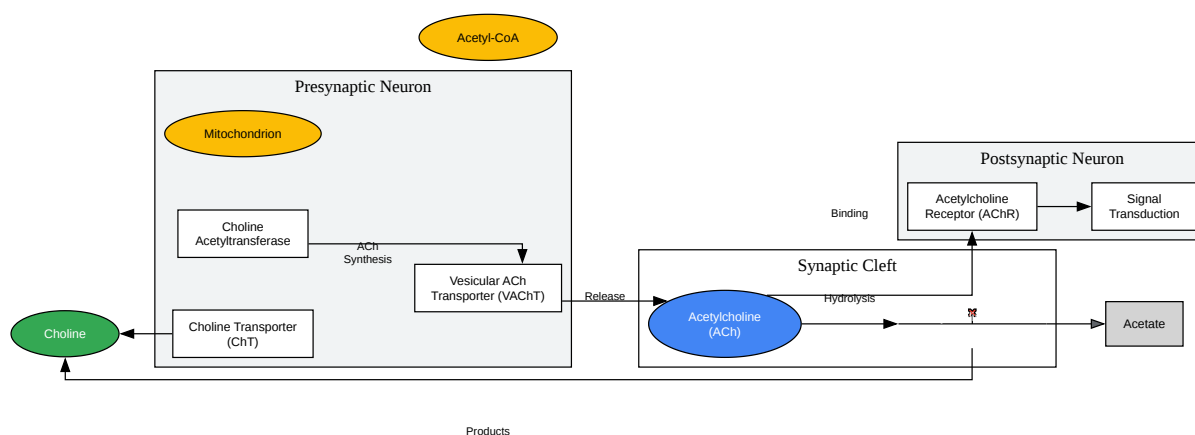 Acetyl-CoA
Presynaptic Neuron
Mitochondrion
Postsynaptic Neuron
Acetylcholine
Receptor (AChR)
Signal
Transduction
Binding
Choline
Acetyltransferase
ACh
Synthesis
Synaptic Cleft
Vesicular ACh
Transporter (VAChT)
Release
Hydrolysis
Acetylcholine
(ACh)
Choline
Choline Transporter
(ChT)
Acetate
Products